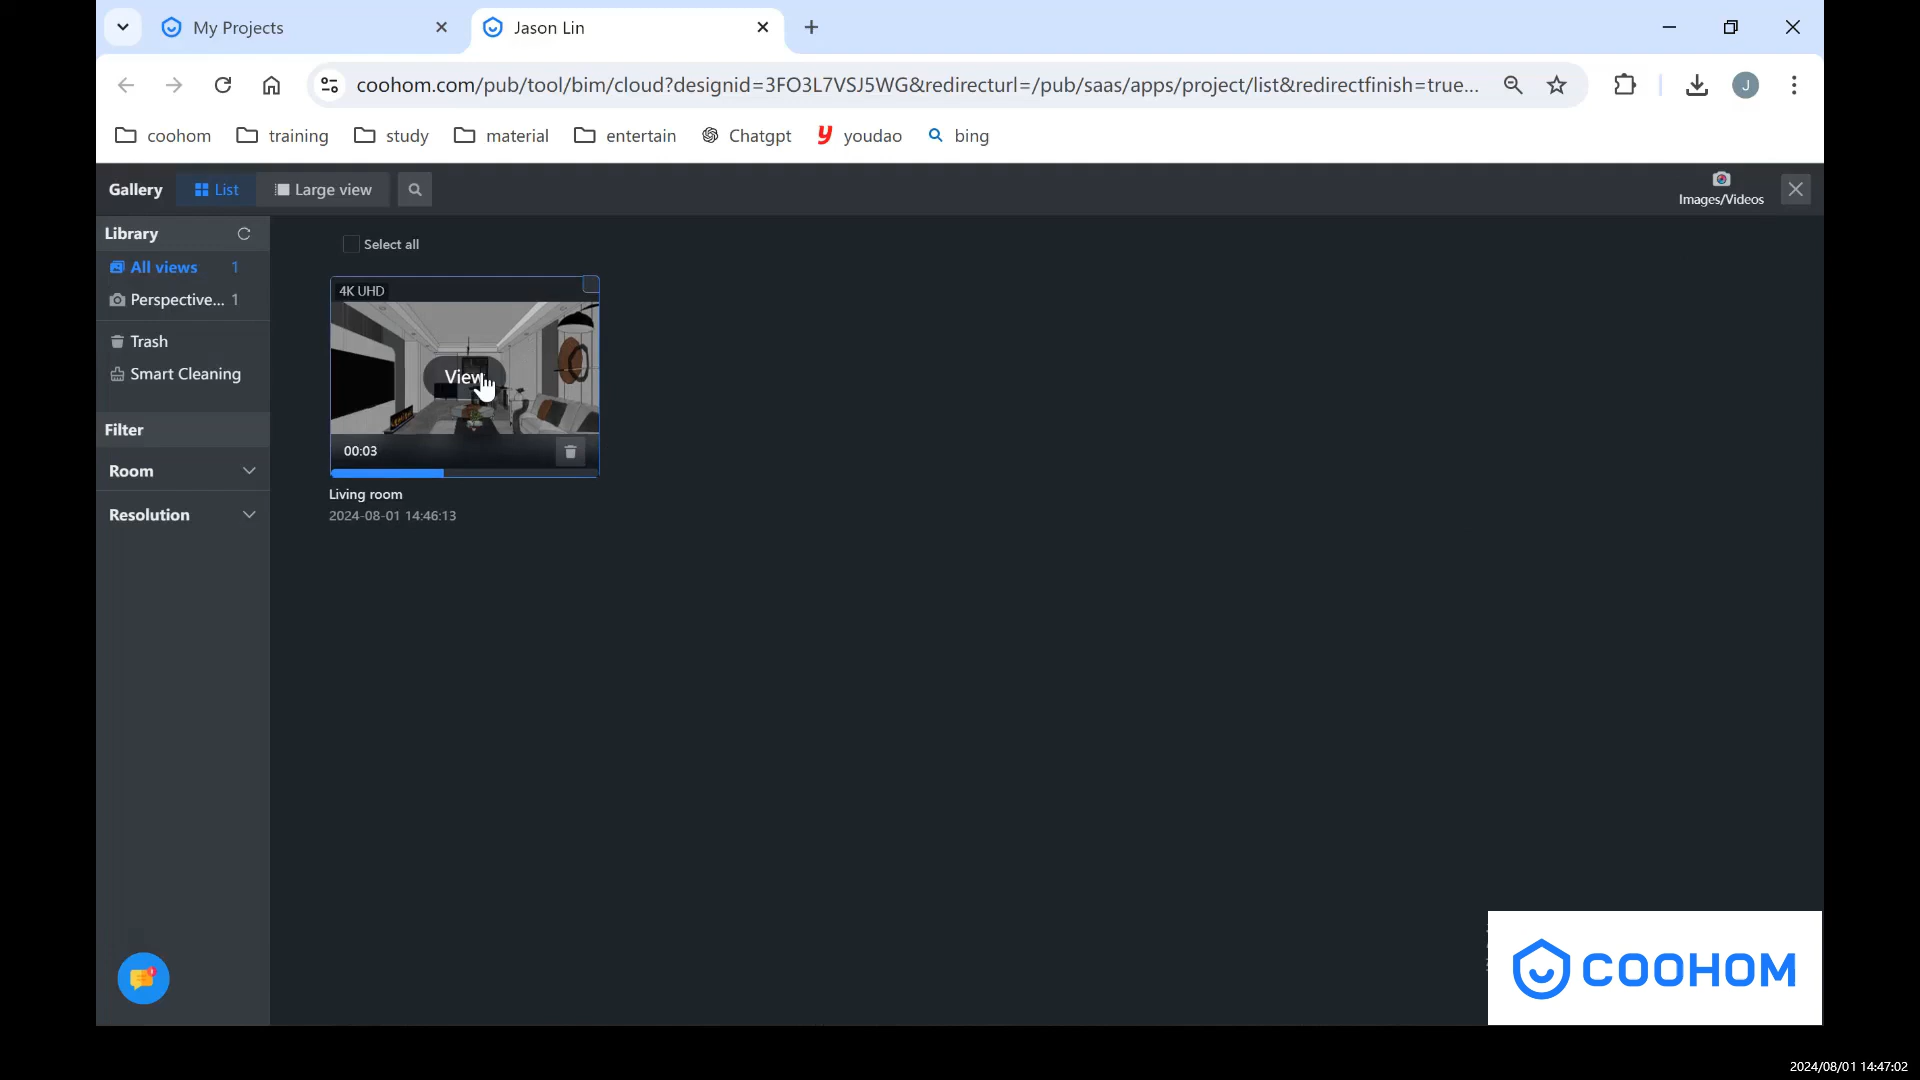 My Projects
Jason Lin
coohom.com/pub/tool/bim/cloud?designid=3FO3L7VSJ5WG&redirecturl=/pub/saas/apps/project/list&redirectfinish=true...
J
coohom
training
study
material
entertain
Chatgpt
y youdao
bing
Gallery
List
Large view
Images/Videos
Library
All views 1
Perspective... 1
Trash
Smart Cleaning
Filter
Room
Resolution
Select all
4K UHD
View
00:03
Living room
2024-08-01 14:46:13
COOHOM
2024/08/01 14:47:02